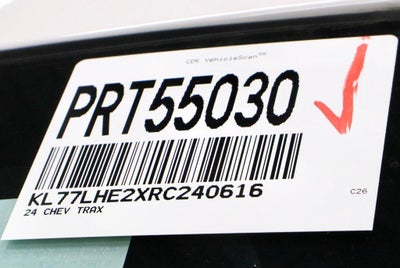 CDK VehicleScan™
PRT55030
KL77LHE2XRC240616
24 CHEV TRAX
C26